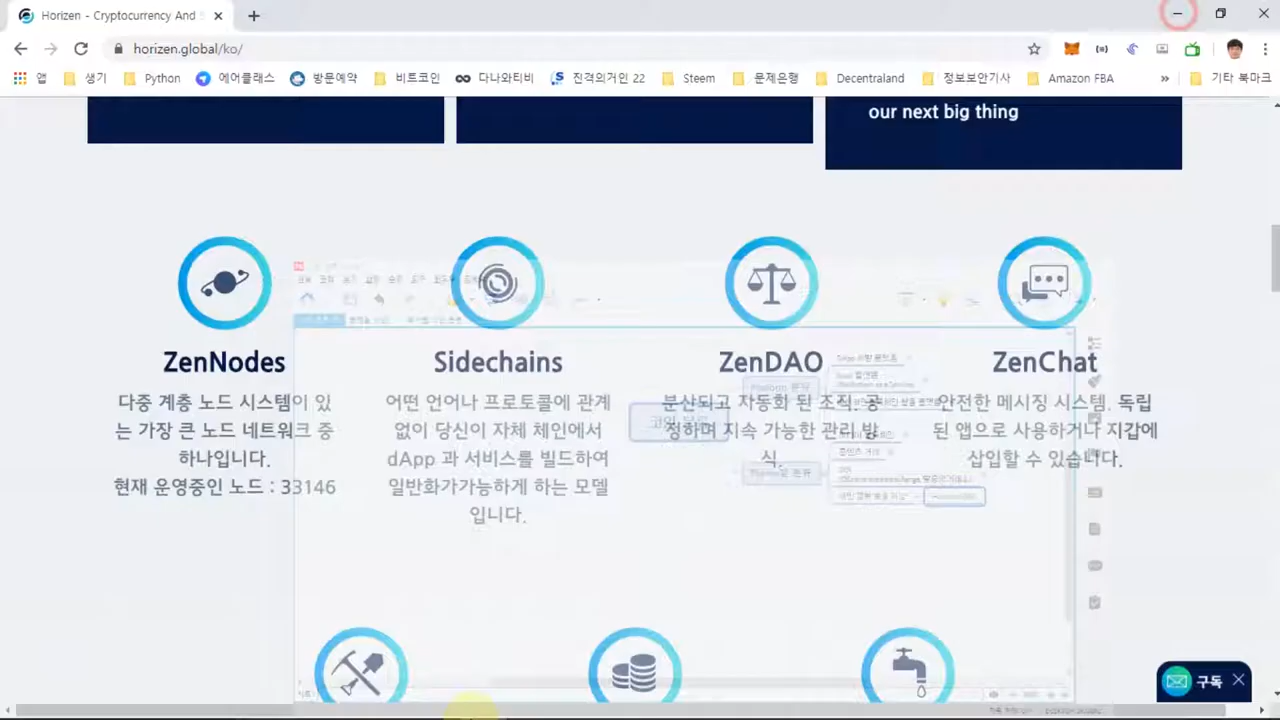 Horizen - Cryptocurrency And
horizen.global/ko/
앱
생기
Python
에어클래스
방문예약
비트코인
다나와티비
진격의거인 22
Steem
문제은행
Decentraland
정보보안기사
Amazon FBA
»
기타 북마크
our next big thing
ZenNodes
Sidechains
ZenDAO
ZenChat
다중 계층 노드 시스템이 있
는 가장 큰 노드 네트워크 중
하나입니다.
현재 운영중인 노드 : 33146
어떤 언어나 프로토콜에 관계
없이 당신이 자체 체인에서
dApp 과 서비스를 빌드하여
일반화가가능하게 하는 모델
입니다.
분산되고 자동화 된 조직. 공
정하며 지속 가능한 관리 방
식.
안전한 메시징 시스템. 독립
된 앱으로 사용하거나 지갑에
삽입할 수 있습니다.
구독